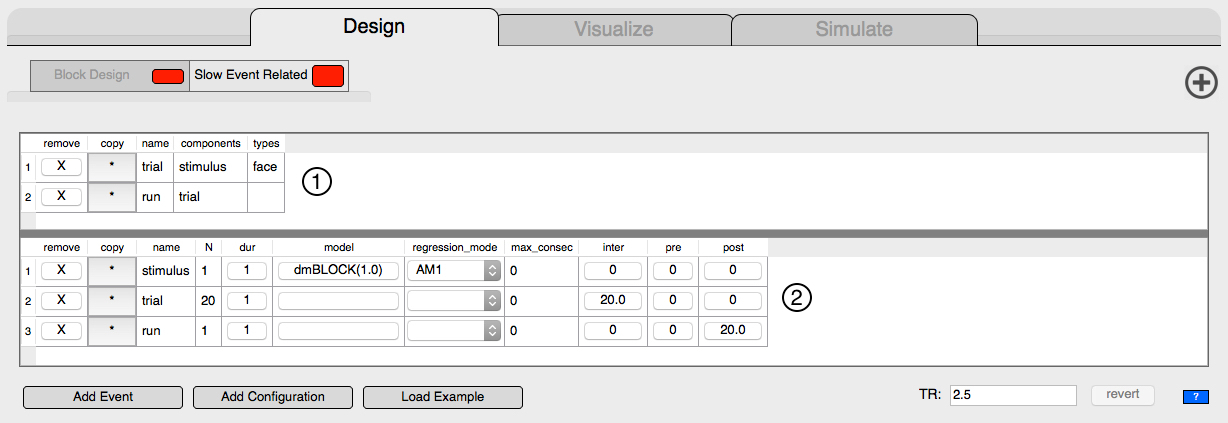 Design Visualize Simulate
Block Design Slow Event Related
remove copy name components types
1 X * trial stimulus face
2 X * run trial
1
remove copy name N dur model regression_mode max_consec inter pre post
1 X * stimulus 1 1 dmBLOCK(1.0) AM1 0 0 0 0
2 X * trial 20 1 0 20.0 0 0
3 X * run 1 1 0 0 0 20.0
2
Add Event Add Configuration Load Example TR: 2.5 revert ?